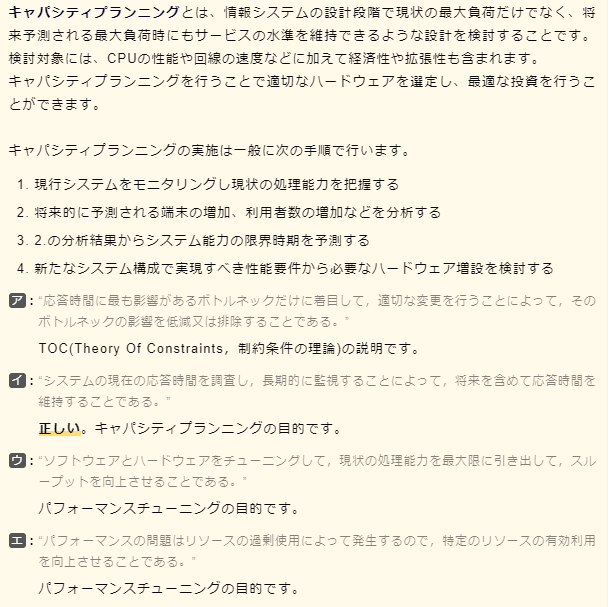 キャパシティプランニングとは、情報システムの設計段階で現状の最大負荷だけでなく、将
来予測される最大負荷時にもサービスの水準を維持できるような設計を検討することです。
検討対象には、CPUの性能や回線の速度などに加えて経済性や拡張性も含まれます。
キャパシティプランニングを行うことで適切なハードウェアを選定し、最適な投資を行うこ
とができます。
キャパシティプランニングの実施は一般に次の手順で行います。
1. 現行システムをモニタリングし現状の処理能力を把握する
2. 将来的に予測される端末の増加、利用者数の増加などを分析する
3. 2.の分析結果からシステム能力の限界時期を予測する
4. 新たなシステム構成で実現すべき性能要件から必要なハードウェア増設を検討する
ア：“応答時間に最も影響があるボトルネックだけに着目して，適切な変更を行うことによって，その
ボトルネックの影響を低減又は排除することである。”
TOC(Theory Of Constraints，制約条件の理論)の説明です。
イ：“システムの現在の応答時間を調査し，長期的に監視することによって，将来を含めて応答時間を
維持することである。”
正しい。キャパシティプランニングの目的です。
ウ：“ソフトウェアとハードウェアをチューニングして，現状の処理能力を最大限に引き出して，スル
ープットを向上させることである。”
パフォーマンスチューニングの目的です。
エ：“パフォーマンスの問題はリソースの過剰使用によって発生するので，特定のリソースの有効利用
を向上させることである。”
パフォーマンスチューニングの目的です。